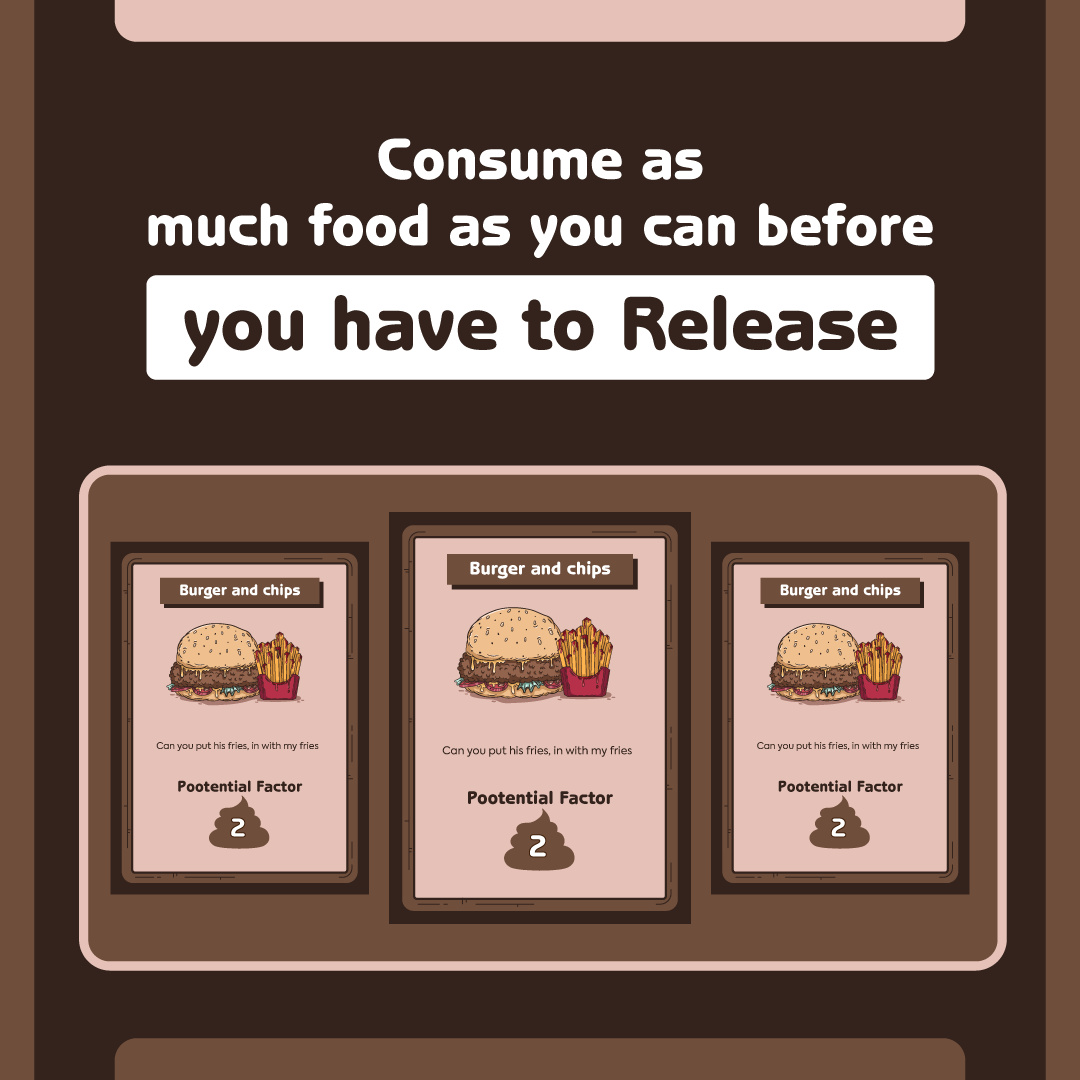 Consume as
much food as you can before
you have to Release
Burger and chips
Can you put his fries, in with my fries
Pootential Factor
2
Burger and chips
Can you put his fries, in with my fries
Pootential Factor
2
Burger and chips
Can you put his fries, in with my fries
Pootential Factor
2